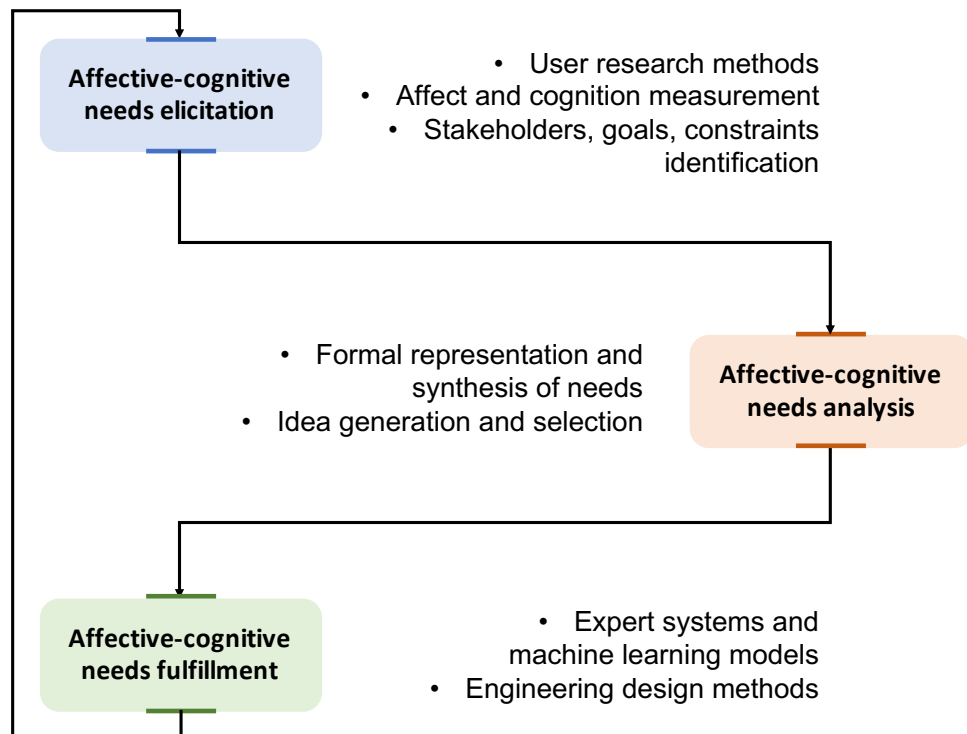 Affective-cognitive
needs elicitation
• User research methods
• Affect and cognition measurement
• Stakeholders, goals, constraints
identification
• Formal representation and
synthesis of needs
• Idea generation and selection
Affective-cognitive
needs analysis
Affective-cognitive
needs fulfillment
• Expert systems and
machine learning models
• Engineering design methods